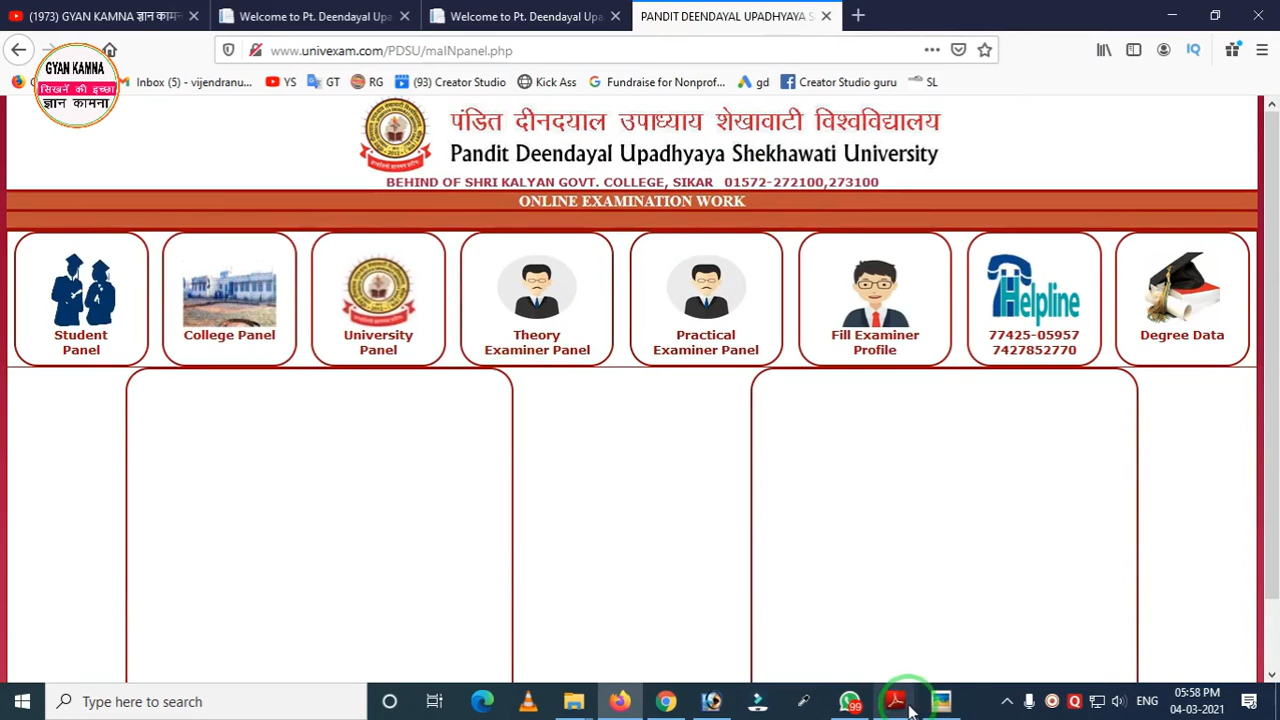 (1973) GYAN KAMNA ज्ञान कामन
Welcome to Pt. Deendayal Upa
Welcome to Pt. Deendayal Upa
PANDIT DEENDAYAL UPADHYAYA S
www.univexam.com/PDSU/maINpanel.php
GYAN KAMNA
सिखनें की इच्छा
ज्ञान कामना
Inbox (5) - vijendranu...
YS
GT
RG
(93) Creator Studio
Kick Ass
Fundraise for Nonprof...
gd
Creator Studio guru
SL
पंडित दीनदयाल उपाध्याय शेखावाटी विश्वविद्यालय
Pandit Deendayal Upadhyaya Shekhawati University
BEHIND OF SHRI KALYAN GOVT. COLLEGE, SIKAR 01572-272100,273100
ONLINE EXAMINATION WORK
Student
Panel
College Panel
University
Panel
Theory
Examiner Panel
Practical
Examiner Panel
Fill Examiner
Profile
Helpline
77425-05957
7427852770
Degree Data
Type here to search
99
ENG
05:58 PM
04-03-2021